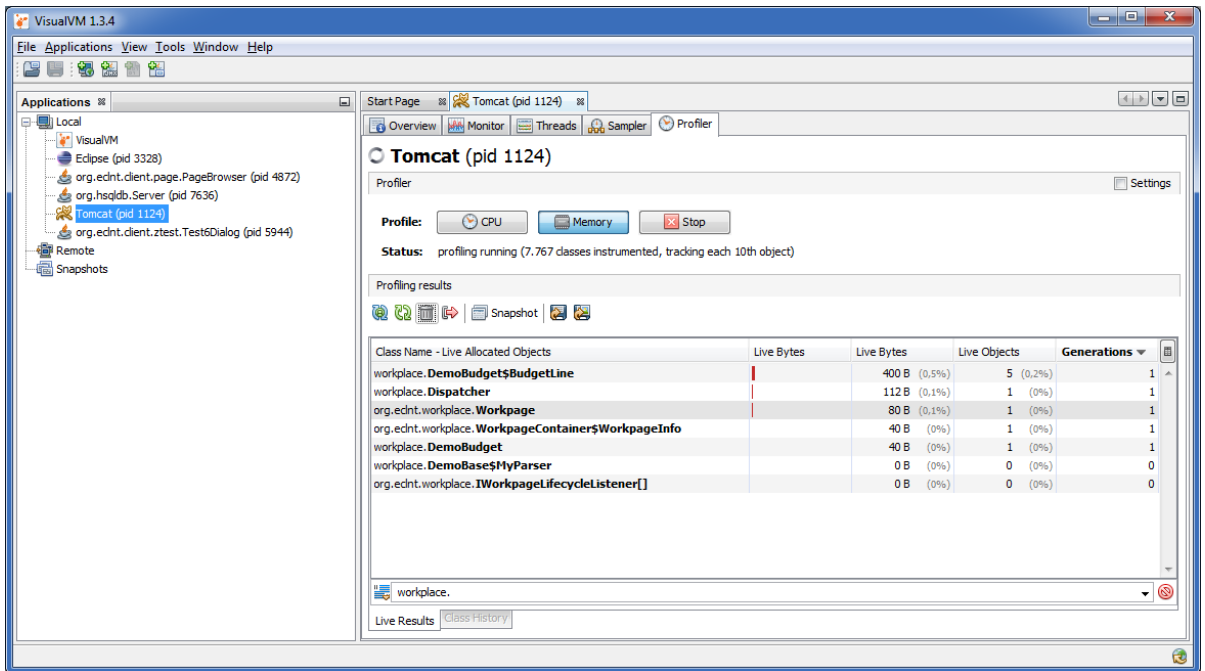 VisualVM 1.3.4
File Applications View Tools Window Help
Applications
Local
VisualVM
Eclipse (pid 3328)
org.eclnt.client.page.PageBrowser (pid 4872)
org.hsqldb.Server (pid 7636)
Tomcat (pid 1124)
org.eclnt.client.ztest.Test6Dialog (pid 5944)
Remote
Snapshots
Start Page Tomcat (pid 1124)
Overview Monitor Threads Sampler Profiler
Tomcat (pid 1124)
Profiler Settings
Profile: CPU Memory Stop
Status: profiling running (7.767 classes instrumented, tracking each 10th object)
Profiling results
Snapshot
Class Name - Live Allocated Objects Live Bytes Live Bytes Live Objects Generations
workplace.DemoBudget$BudgetLine 400 B (0,5%) 5 (0,2%) 1
workplace.Dispatcher 112 B (0,1%) 1 (0%) 1
org.eclnt.workplace.Workpage 80 B (0,1%) 1 (0%) 1
org.eclnt.workplace.WorkpageContainer$WorkpageInfo 40 B (0%) 1 (0%) 1
workplace.DemoBudget 40 B (0%) 1 (0%) 1
workplace.DemoBase$MyParser 0 B (0%) 0 (0%) 0
org.eclnt.workplace.IWorkpageLifecycleListener[] 0 B (0%) 0 (0%) 0
workplace.
Live Results Class History